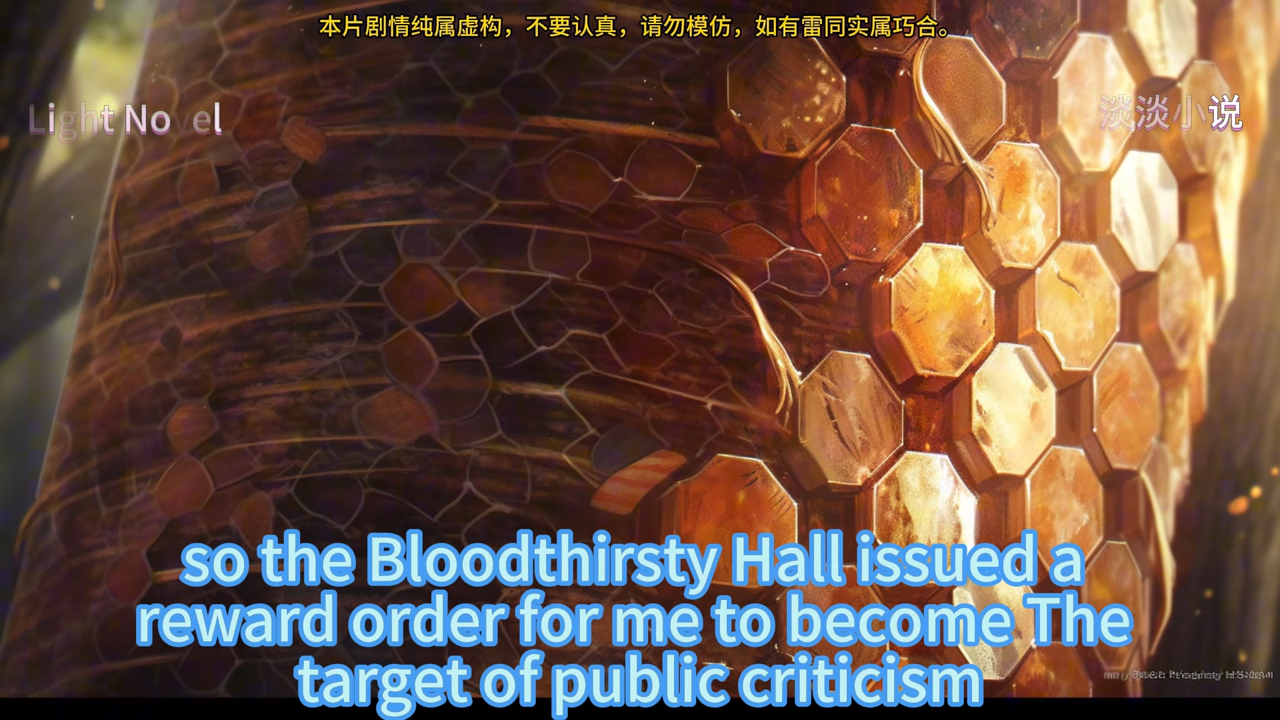 本片剧情纯属虚构，不要认真，请勿模仿，如有雷同实属巧合。
Light Novel
淡淡小说
so the Bloodthirsty Hall issued a
reward order for me to become The
target of public criticism